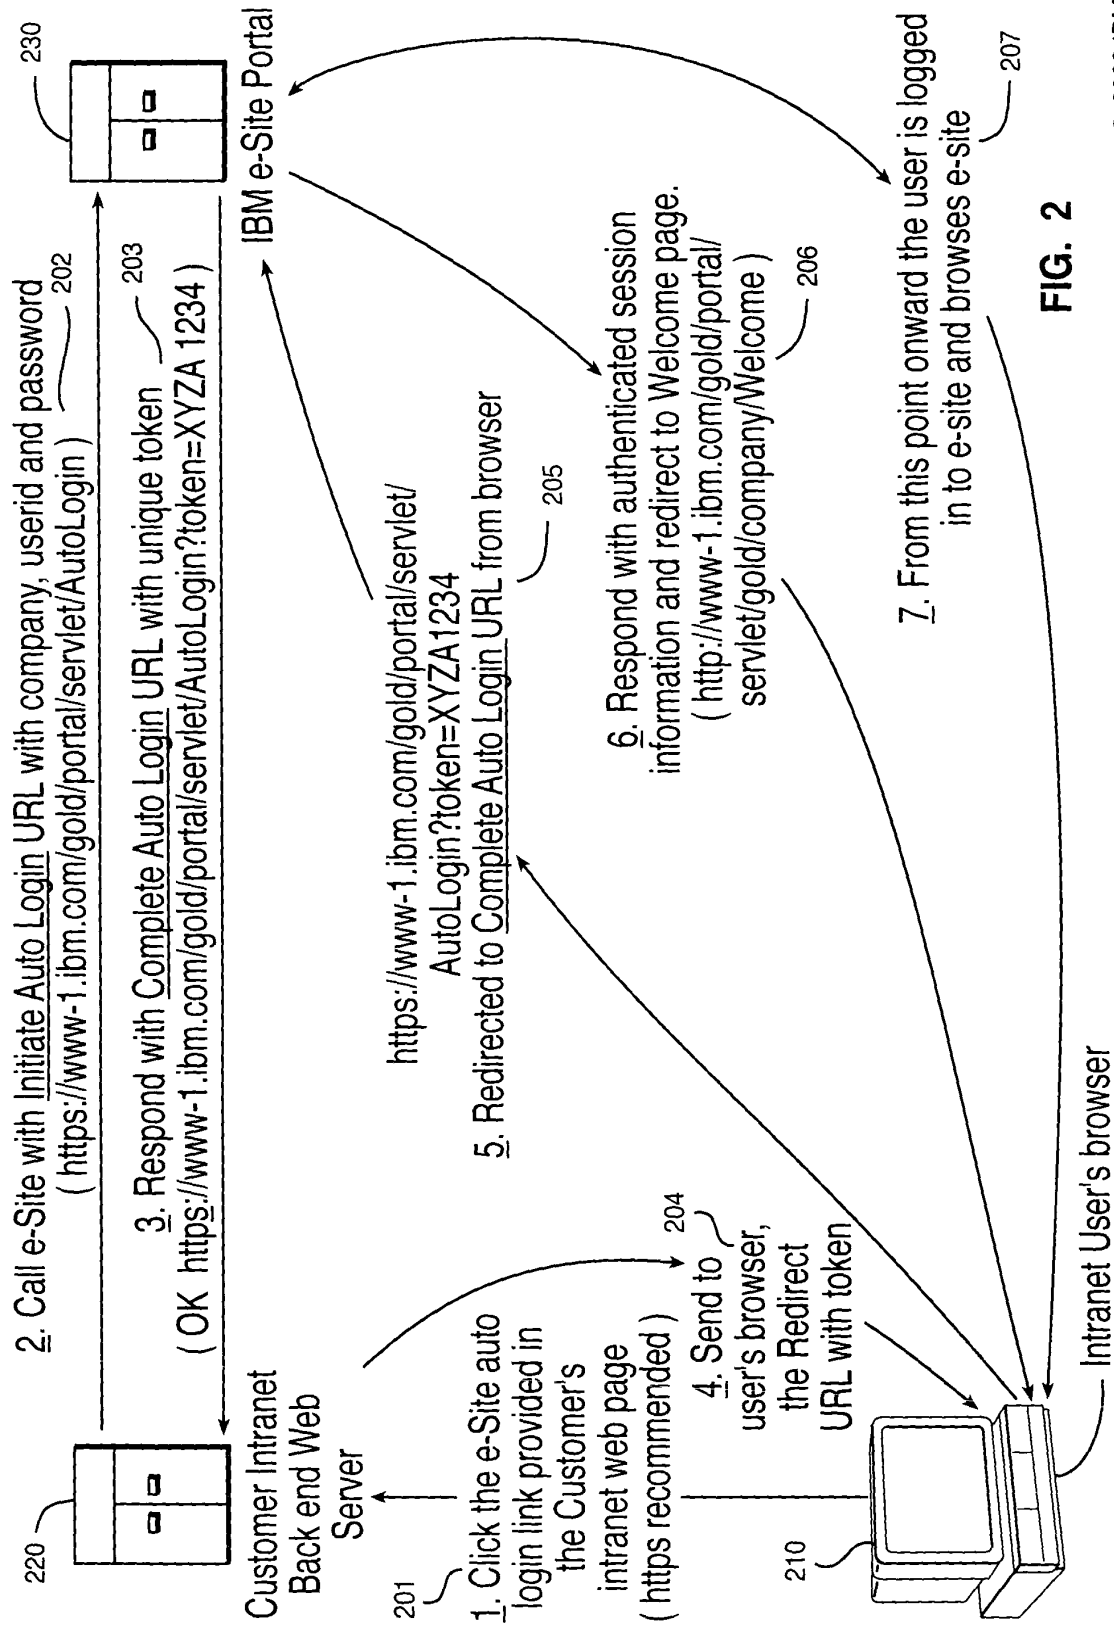 220
Customer Intranet
Back end Web
Server
2. Call e-Site with Initiate Auto Login URL with company, userid and password
( https://www-1.ibm.com/gold/portal/servlet/AutoLogin )
202
3. Respond with Complete Auto Login URL with unique token
203
( OK https://www-1.ibm.com/gold/portal/servlet/AutoLogin?token=XYZA 1234 )
230
IBM e-Site Portal
201
1. Click the e-Site auto
login link provided in
the Customer's
intranet web page
( https recommended )
204
4. Send to
user's browser,
the Redirect
URL with token
https://www-1.ibm.com/gold/portal/servlet/
AutoLogin?token=XYZA1234
5. Redirected to Complete Auto Login URL from browser
205
6. Respond with authenticated session
information and redirect to Welcome page.
( http://www-1.ibm.com/gold/portal/
servlet/gold/company/Welcome )
206
7. From this point onward the user is logged
in to e-site and browses e-site
207
210
Intranet User's browser
FIG. 2